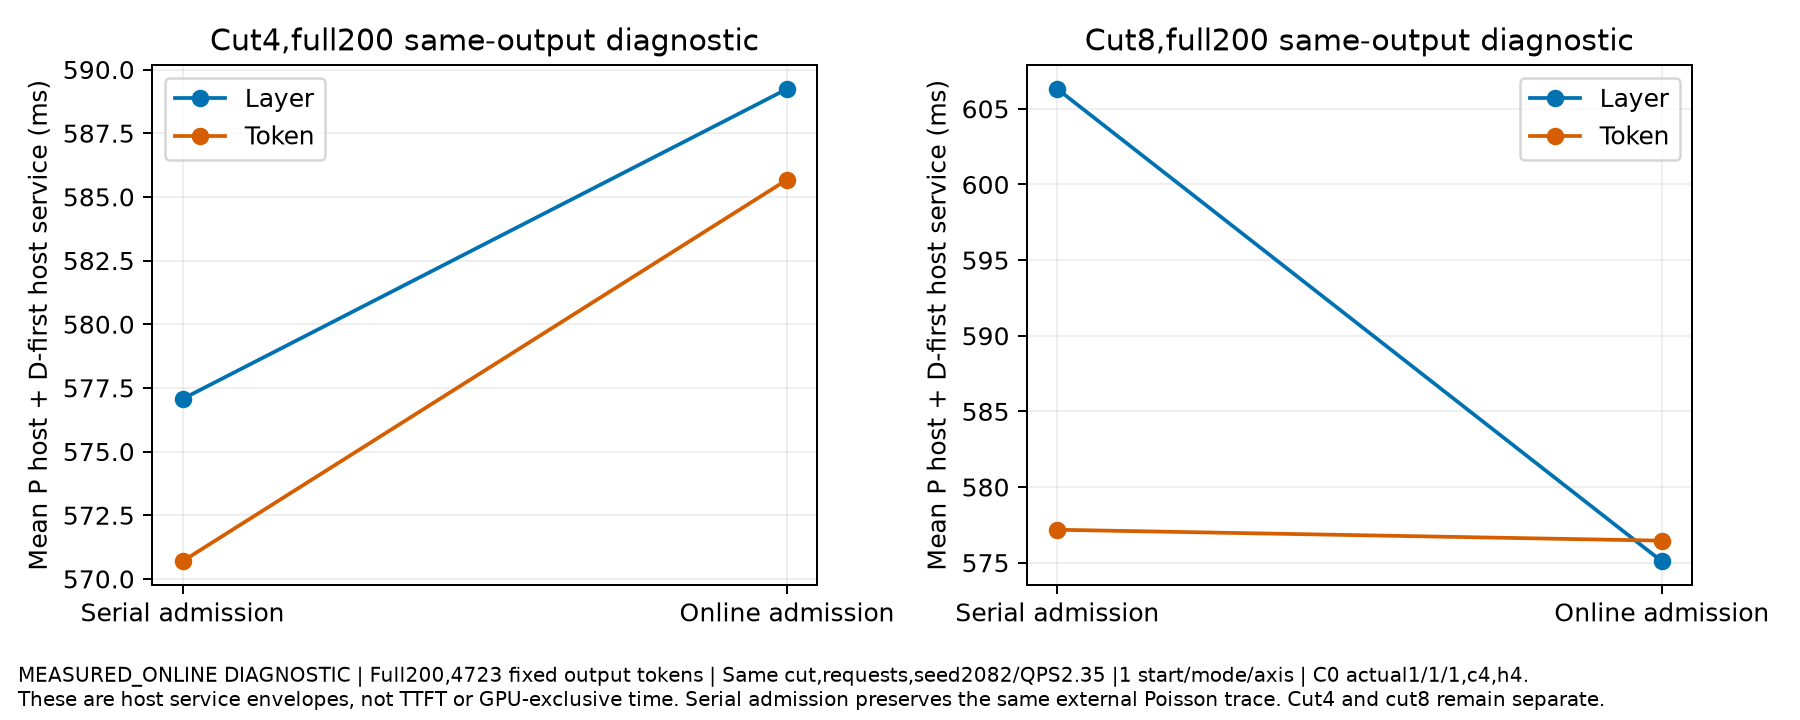 Cut4,full200 same-output diagnostic
Mean P host + D-first host service (ms)
590.0
587.5
585.0
582.5
580.0
577.5
575.0
572.5
570.0
Layer
Token
Serial admission
Online admission
Cut8,full200 same-output diagnostic
Mean P host + D-first host service (ms)
605
600
595
590
585
580
575
Layer
Token
Serial admission
Online admission
MEASURED_ONLINE DIAGNOSTIC | Full200,4723 fixed output tokens | Same cut,requests,seed2082/QPS2.35 |1 start/mode/axis | C0 actual1/1/1,c4,h4.
These are host service envelopes, not TTFT or GPU-exclusive time. Serial admission preserves the same external Poisson trace. Cut4 and cut8 remain separate.